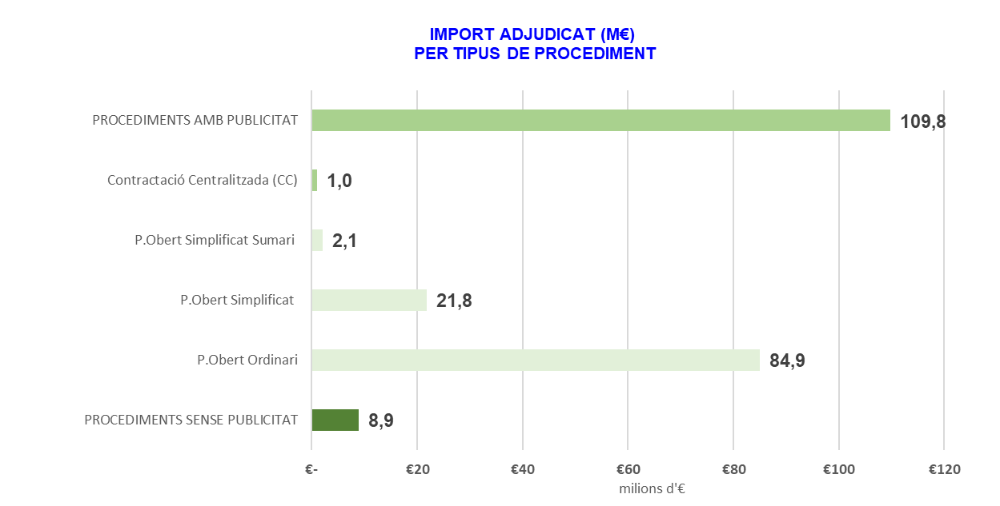 IMPORT ADJUDICAT (M€)
PER TIPUS DE PROCEDIMENT
PROCEDIMENTS AMB PUBLICITAT
109,8
Contractació Centralitzada (CC)
1,0
P.Obert Simplificat Sumari
2,1
P.Obert Simplificat
21,8
P.Obert Ordinari
84,9
PROCEDIMENTS SENSE PUBLICITAT
8,9
€- €20 €40 €60 €80 €100 €120
milions d'€